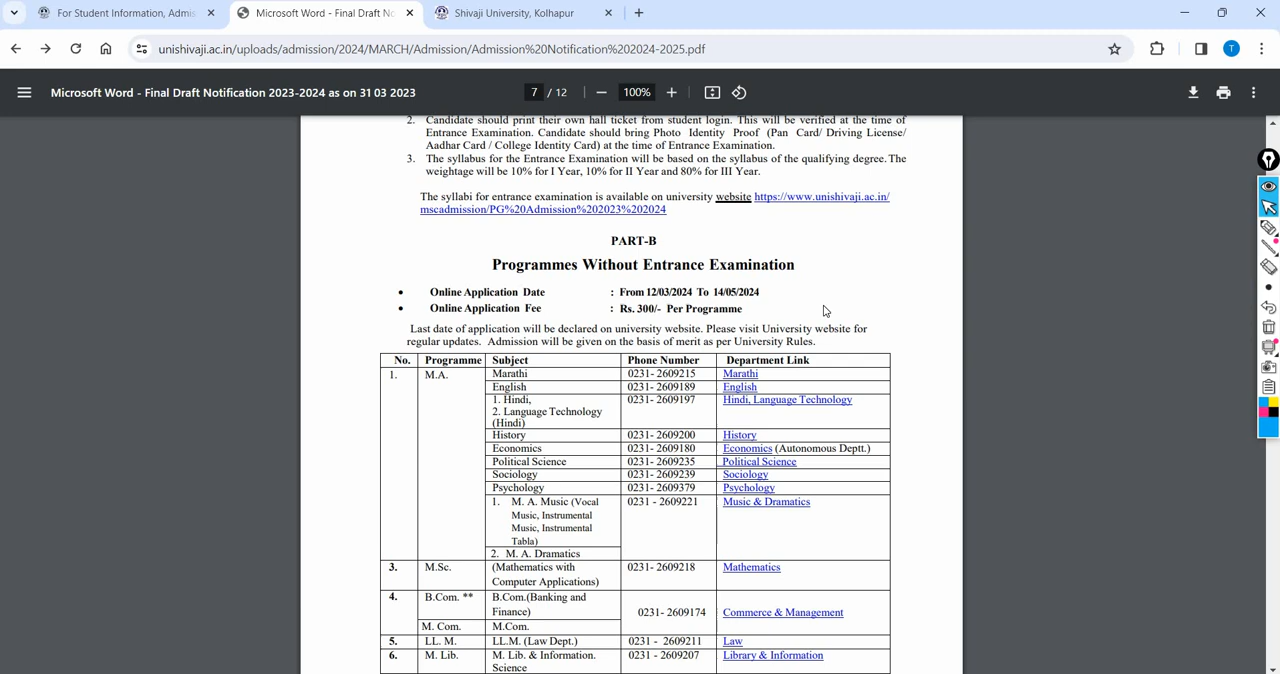 For Student Information, Admis
Microsoft Word - Final Draft No
Shivaji University, Kolhapur
unishivaji.ac.in/uploads/admission/2024/MARCH/Admission/Admission%20Notification%202024-2025.pdf
T
Microsoft Word - Final Draft Notification 2023-2024 as on 31 03 2023
7 / 12
100%
2. Candidate should print their own hall ticket from student login. This will be verified at the time of
Entrance Examination. Candidate should bring Photo Identity Proof (Pan Card/ Driving License/
Aadhar Card / College Identity Card) at the time of Entrance Examination.
3. The syllabus for the Entrance Examination will be based on the syllabus of the qualifying degree. The
weightage will be 10% for I Year, 10% for II Year and 80% for III Year.
The syllabi for entrance examination is available on university website https://www.unishivaji.ac.in/
mscadmission/PG%20Admission%202023%202024
PART-B
Programmes Without Entrance Examination
• Online Application Date : From 12/03/2024 To 14/05/2024
• Online Application Fee : Rs. 300/- Per Programme
Last date of application will be declared on university website. Please visit University website for
regular updates. Admission will be given on the basis of merit as per University Rules.
No. Programme Subject Phone Number Department Link
1. M.A. Marathi 0231- 2609215 Marathi
English 0231- 2609189 English
1. Hindi, 0231- 2609197 Hindi, Language Technology
2. Language Technology
(Hindi)
History 0231- 2609200 History
Economics 0231- 2609180 Economics (Autonomous Deptt.)
Political Science 0231- 2609235 Political Science
Sociology 0231- 2609239 Sociology
Psychology 0231- 2609379 Psychology
1. M. A. Music (Vocal 0231 - 2609221 Music & Dramatics
Music, Instrumental
Music, Instrumental
Tabla)
2. M. A. Dramatics
3. M.Sc. (Mathematics with 0231- 2609218 Mathematics
Computer Applications)
4. B.Com. ** B.Com.(Banking and
Finance) 0231- 2609174 Commerce & Management
M. Com. M.Com.
5. LL. M. LL.M. (Law Dept.) 0231 - 2609211 Law
6. M. Lib. M. Lib. & Information. 0231 - 2609207 Library & Information
Science